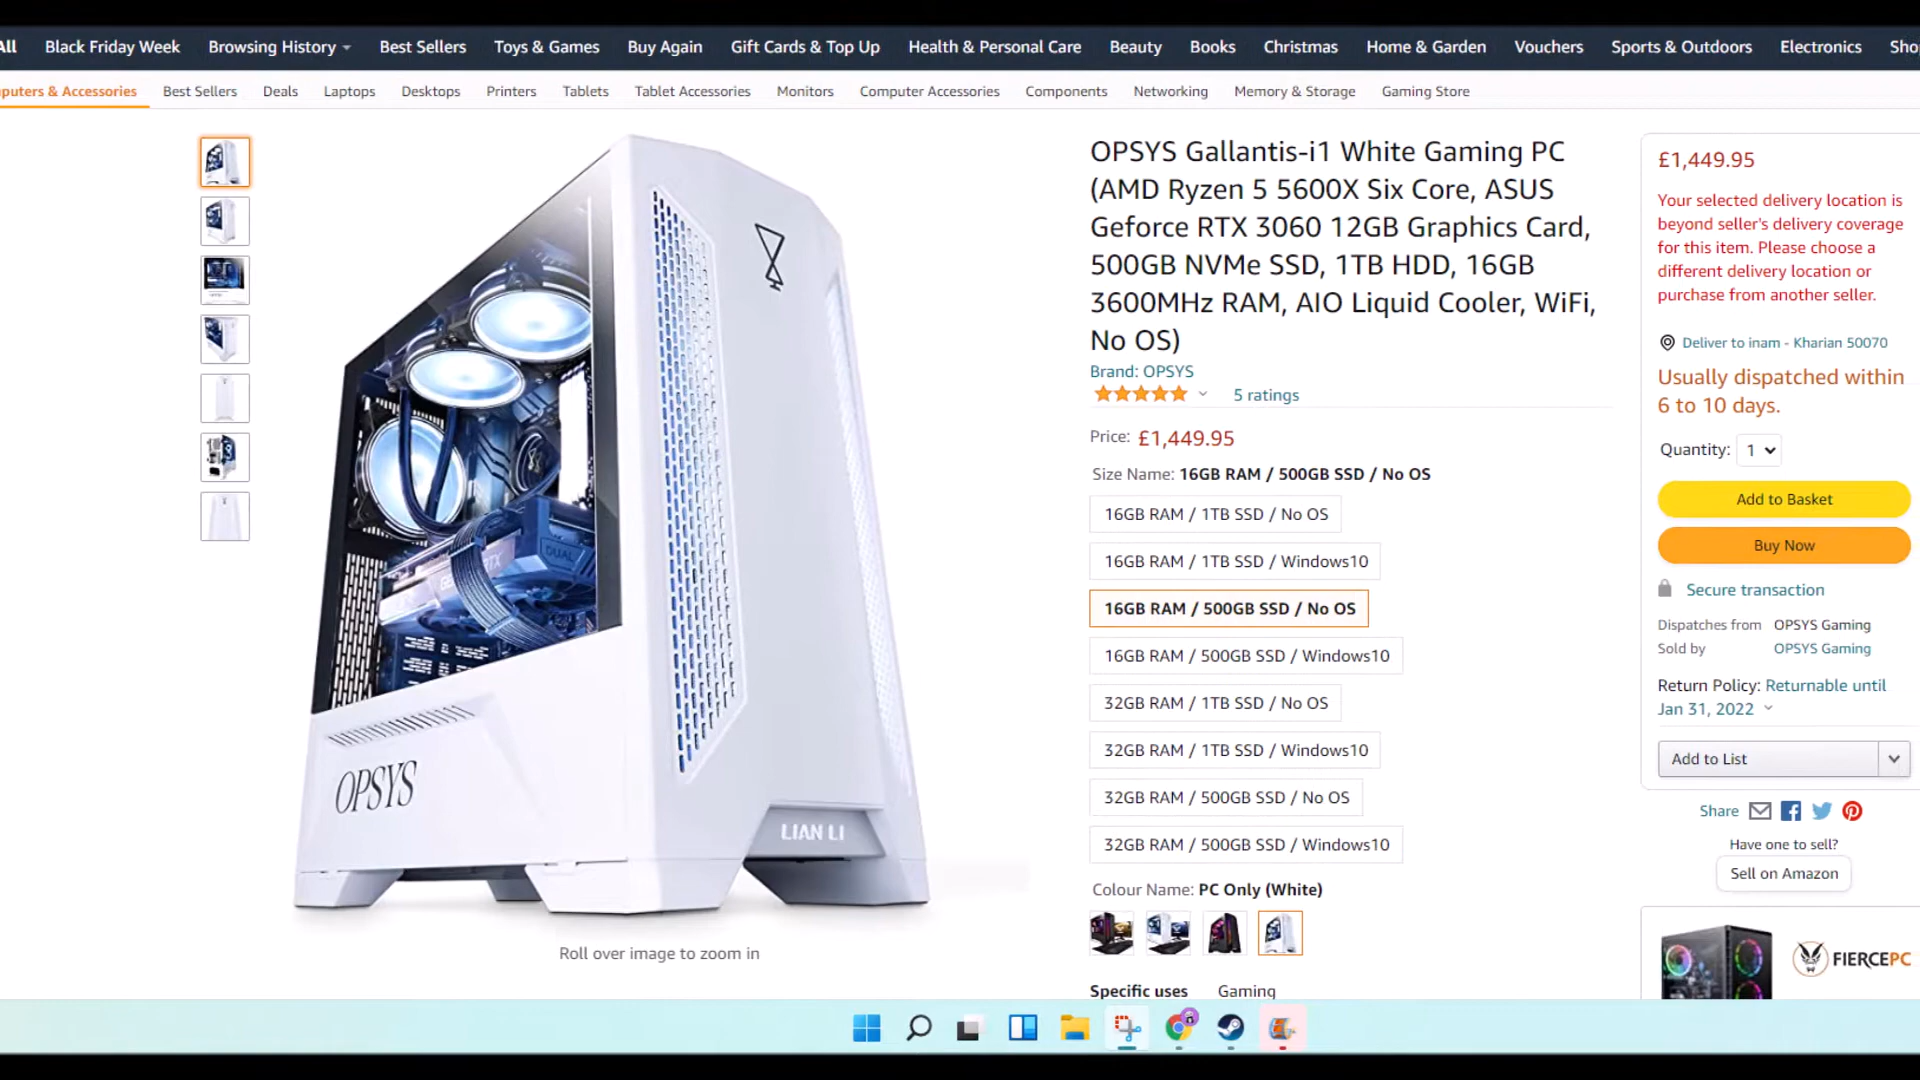 All
Black Friday Week
Browsing History
Best Sellers
Toys & Games
Buy Again
Gift Cards & Top Up
Health & Personal Care
Beauty
Books
Christmas
Home & Garden
Vouchers
Sports & Outdoors
Electronics
Sho
puters & Accessories
Best Sellers
Deals
Laptops
Desktops
Printers
Tablets
Tablet Accessories
Monitors
Computer Accessories
Components
Networking
Memory & Storage
Gaming Store
DUAL
OPSYS
LIAN LI
Roll over image to zoom in
OPSYS Gallantis-i1 White Gaming PC
(AMD Ryzen 5 5600X Six Core, ASUS
Geforce RTX 3060 12GB Graphics Card,
500GB NVMe SSD, 1TB HDD, 16GB
3600MHz RAM, AIO Liquid Cooler, WiFi,
No OS)
Brand: OPSYS
5 ratings
Price: £1,449.95
Size Name: 16GB RAM / 500GB SSD / No OS
16GB RAM / 1TB SSD / No OS
16GB RAM / 1TB SSD / Windows10
16GB RAM / 500GB SSD / No OS
16GB RAM / 500GB SSD / Windows10
32GB RAM / 1TB SSD / No OS
32GB RAM / 1TB SSD / Windows10
32GB RAM / 500GB SSD / No OS
32GB RAM / 500GB SSD / Windows10
Colour Name: PC Only (White)
Specific uses Gaming
£1,449.95
Your selected delivery location is
beyond seller's delivery coverage
for this item. Please choose a
different delivery location or
purchase from another seller.
Deliver to inam - Kharian 50070
Usually dispatched within
6 to 10 days.
Quantity: 1
Add to Basket
Buy Now
Secure transaction
Dispatches from OPSYS Gaming
Sold by OPSYS Gaming
Return Policy: Returnable until
Jan 31, 2022
Add to List
Share
Have one to sell?
Sell on Amazon
FIERCEPC